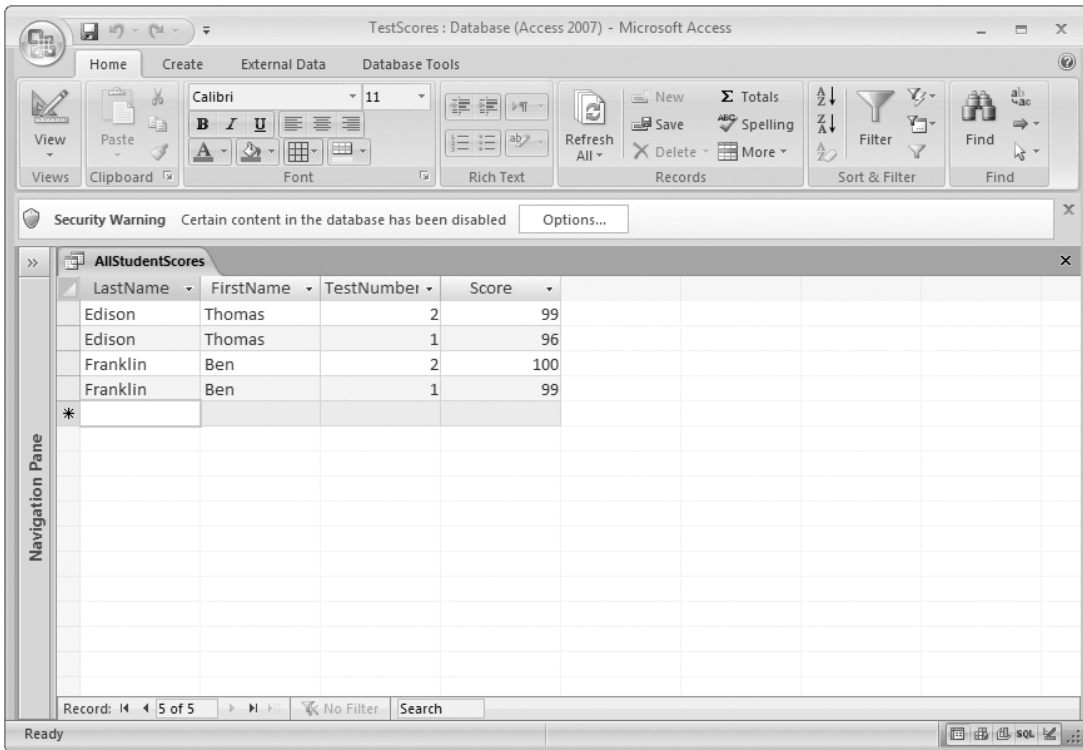 TestScores : Database (Access 2007) - Microsoft Access
Home Create External Data Database Tools
Calibri 11 New Σ Totals
View Paste B I U Refresh All Save Spelling Filter Find
A Delete More
Views Clipboard Font Rich Text Records Sort & Filter Find
Security Warning Certain content in the database has been disabled Options...
AllStudentScores
LastName FirstName TestNumber Score
Edison Thomas 2 99
Edison Thomas 1 96
Franklin Ben 2 100
Franklin Ben 1 99
Navigation Pane
Record: 5 of 5 No Filter Search
Ready SQL